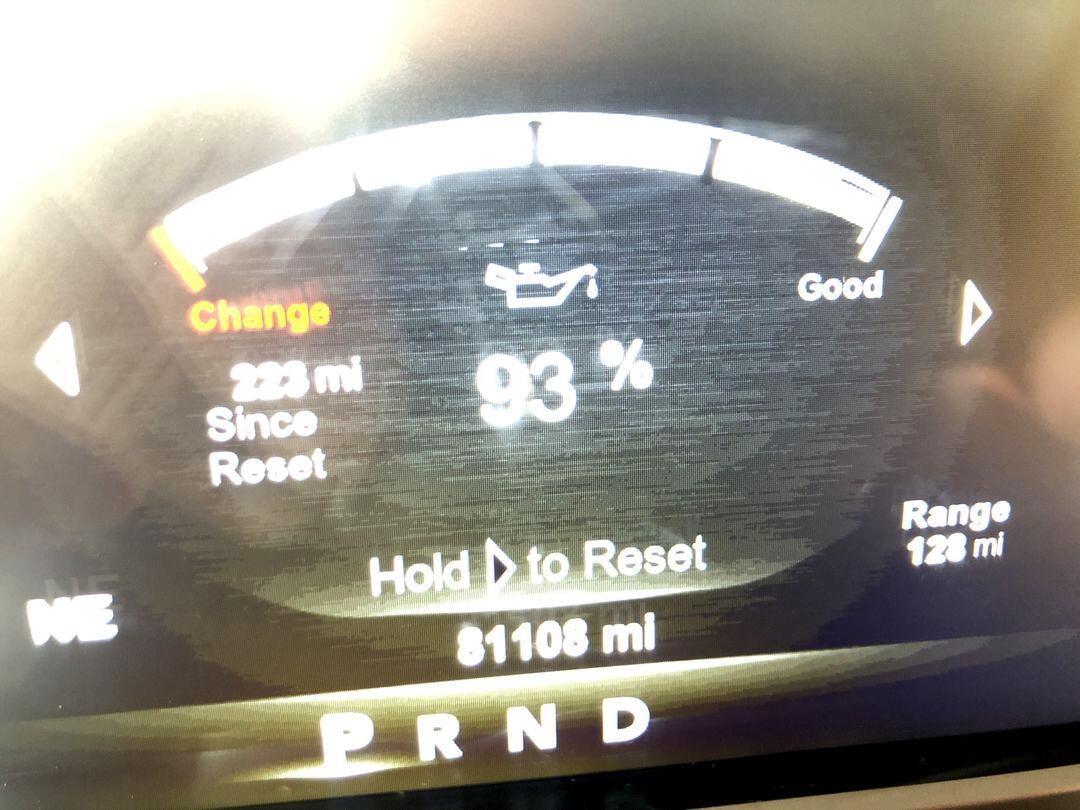 Change
Good
223 mi
Since
Reset
93 %
Range
128 mi
Hold to Reset
NE
81108 mi
P R N D